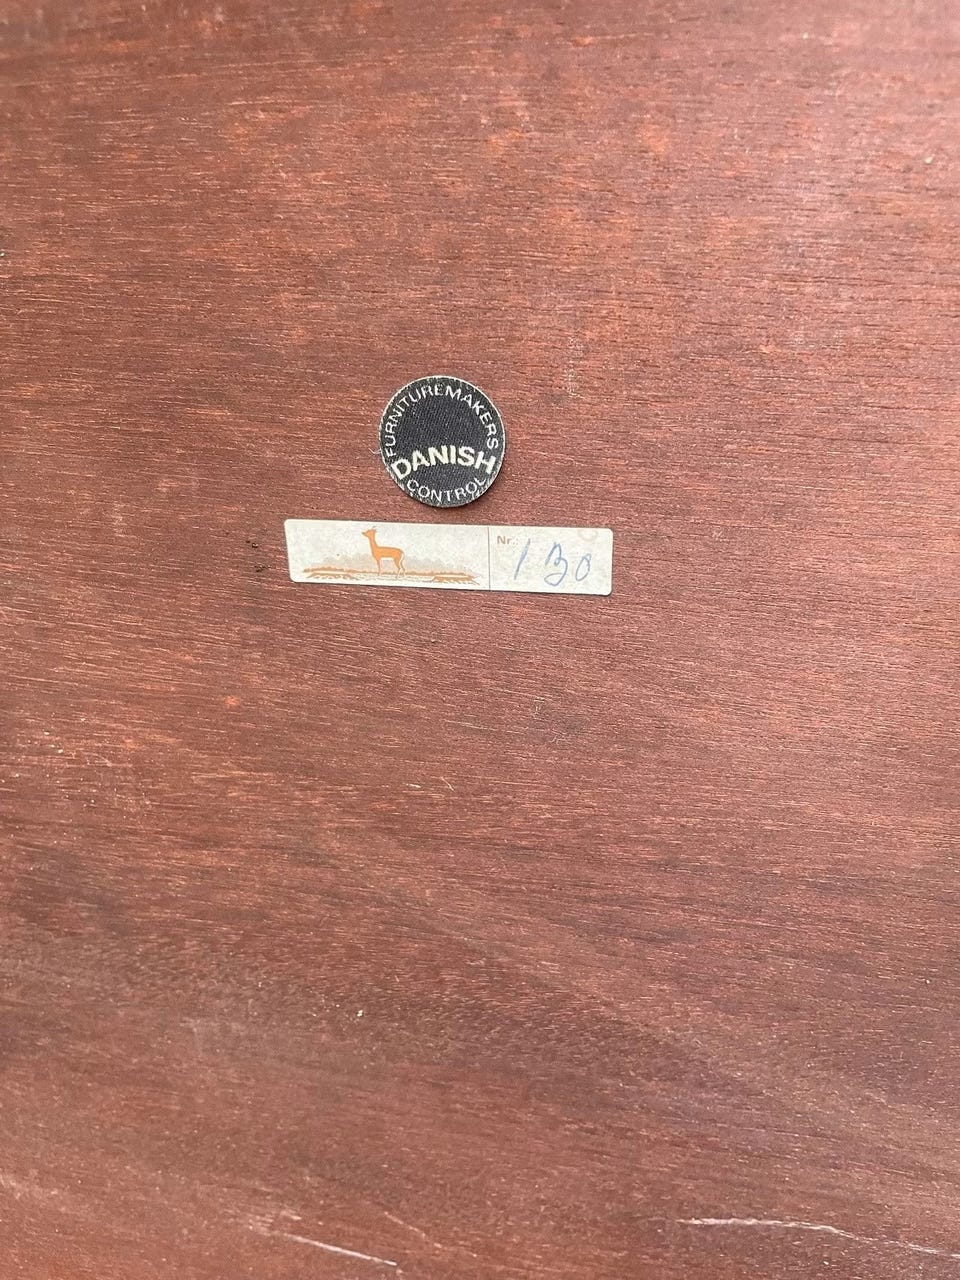 FURNITUREMAKERS
DANISH
CONTROL
Nr.: 130